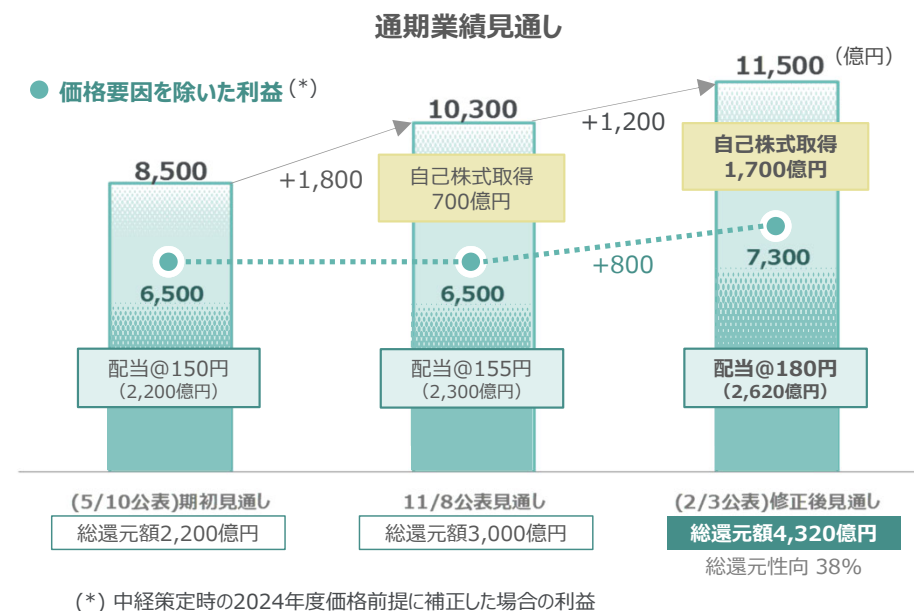 通期業績見通し
(億円)
● 価格要因を除いた利益(*)
8,500
+1,800
10,300
+1,200
11,500
自己株式取得
700億円
自己株式取得
1,700億円
6,500
6,500
+800
7,300
配当@150円
(2,200億円)
配当@155円
(2,300億円)
配当@180円
(2,620億円)
(5/10公表)期初見通し
11/8公表見通し
(2/3公表)修正後見通し
総還元額2,200億円
総還元額3,000億円
総還元額4,320億円
総還元性向 38%
(*) 中経策定時の2024年度価格前提に補正した場合の利益